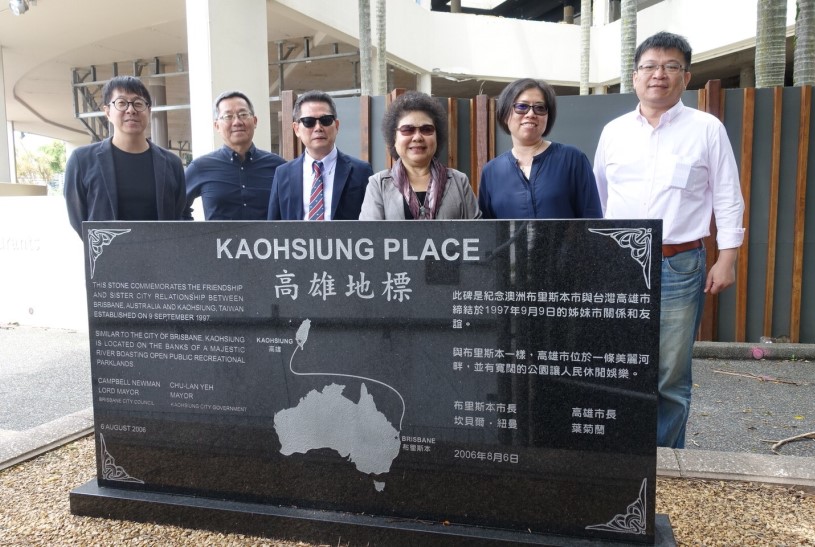 KAOHSIUNG PLACE
高雄地標
THIS STONE COMMEMORATES THE FRIENDSHIP
AND SISTER CITY RELATIONSHIP BETWEEN
BRISBANE, AUSTRALIA AND KAOHSIUNG, TAIWAN
ESTABLISHED ON 9 SEPTEMBER 1997
SIMILAR TO THE CITY OF BRISBANE, KAOHSIUNG
IS LOCATED ON THE BANKS OF A MAJESTIC
RIVER BOASTING OPEN PUBLIC RECREATIONAL
PARKLANDS
CAMPBELL NEWMAN
LORD MAYOR
BRISBANE CITY COUNCIL
CHU-LAN YEH
MAYOR
KAOHSIUNG CITY GOVERNMENT
6 AUGUST 2006
KAOHSIUNG
高雄
BRISBANE
布里斯本
此碑是紀念澳洲布里斯本市與台灣高雄市
締結於1997年9月9日的姊妹市關係和友
誼。
與布里斯本一樣，高雄市位於一條美麗河
畔，並有寬闊的公園讓人民休閒娛樂。
布里斯本市長
坎貝爾·紐曼
高雄市長
葉菊蘭
2006年8月6日